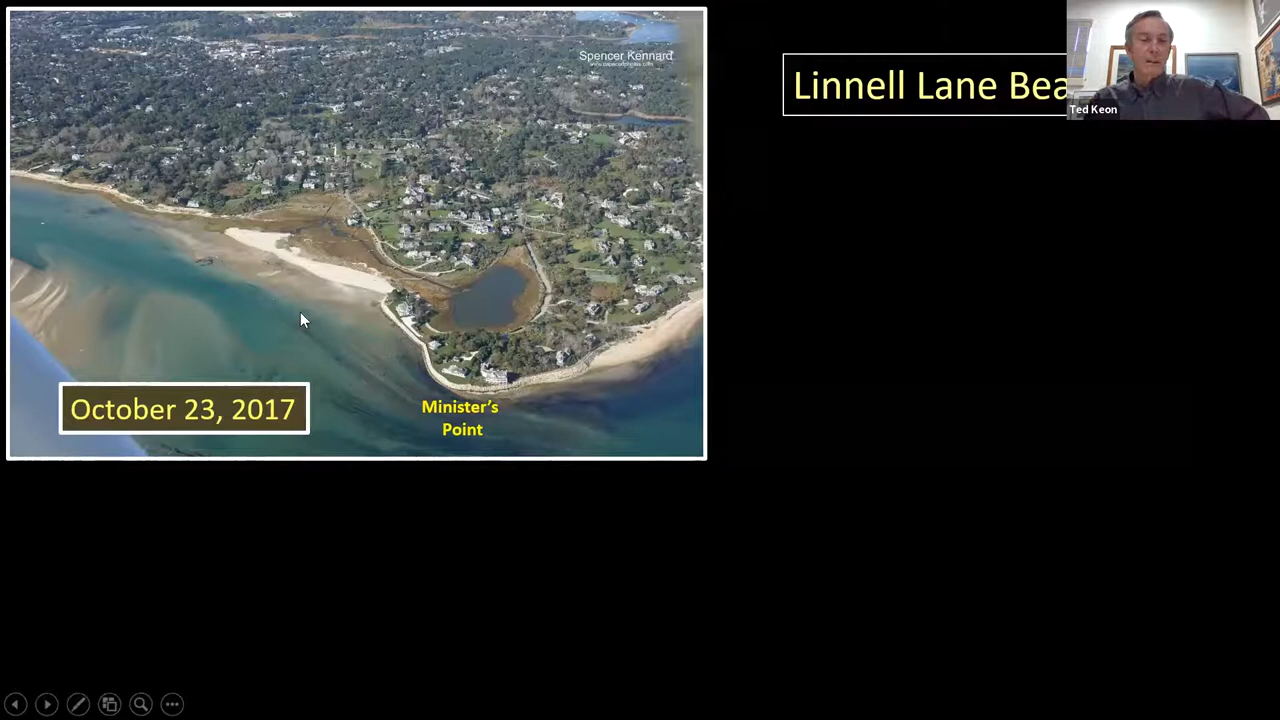 Spencer Kennard
Linnell Lane Bea
Ted Keon
October 23, 2017
Minister's
Point